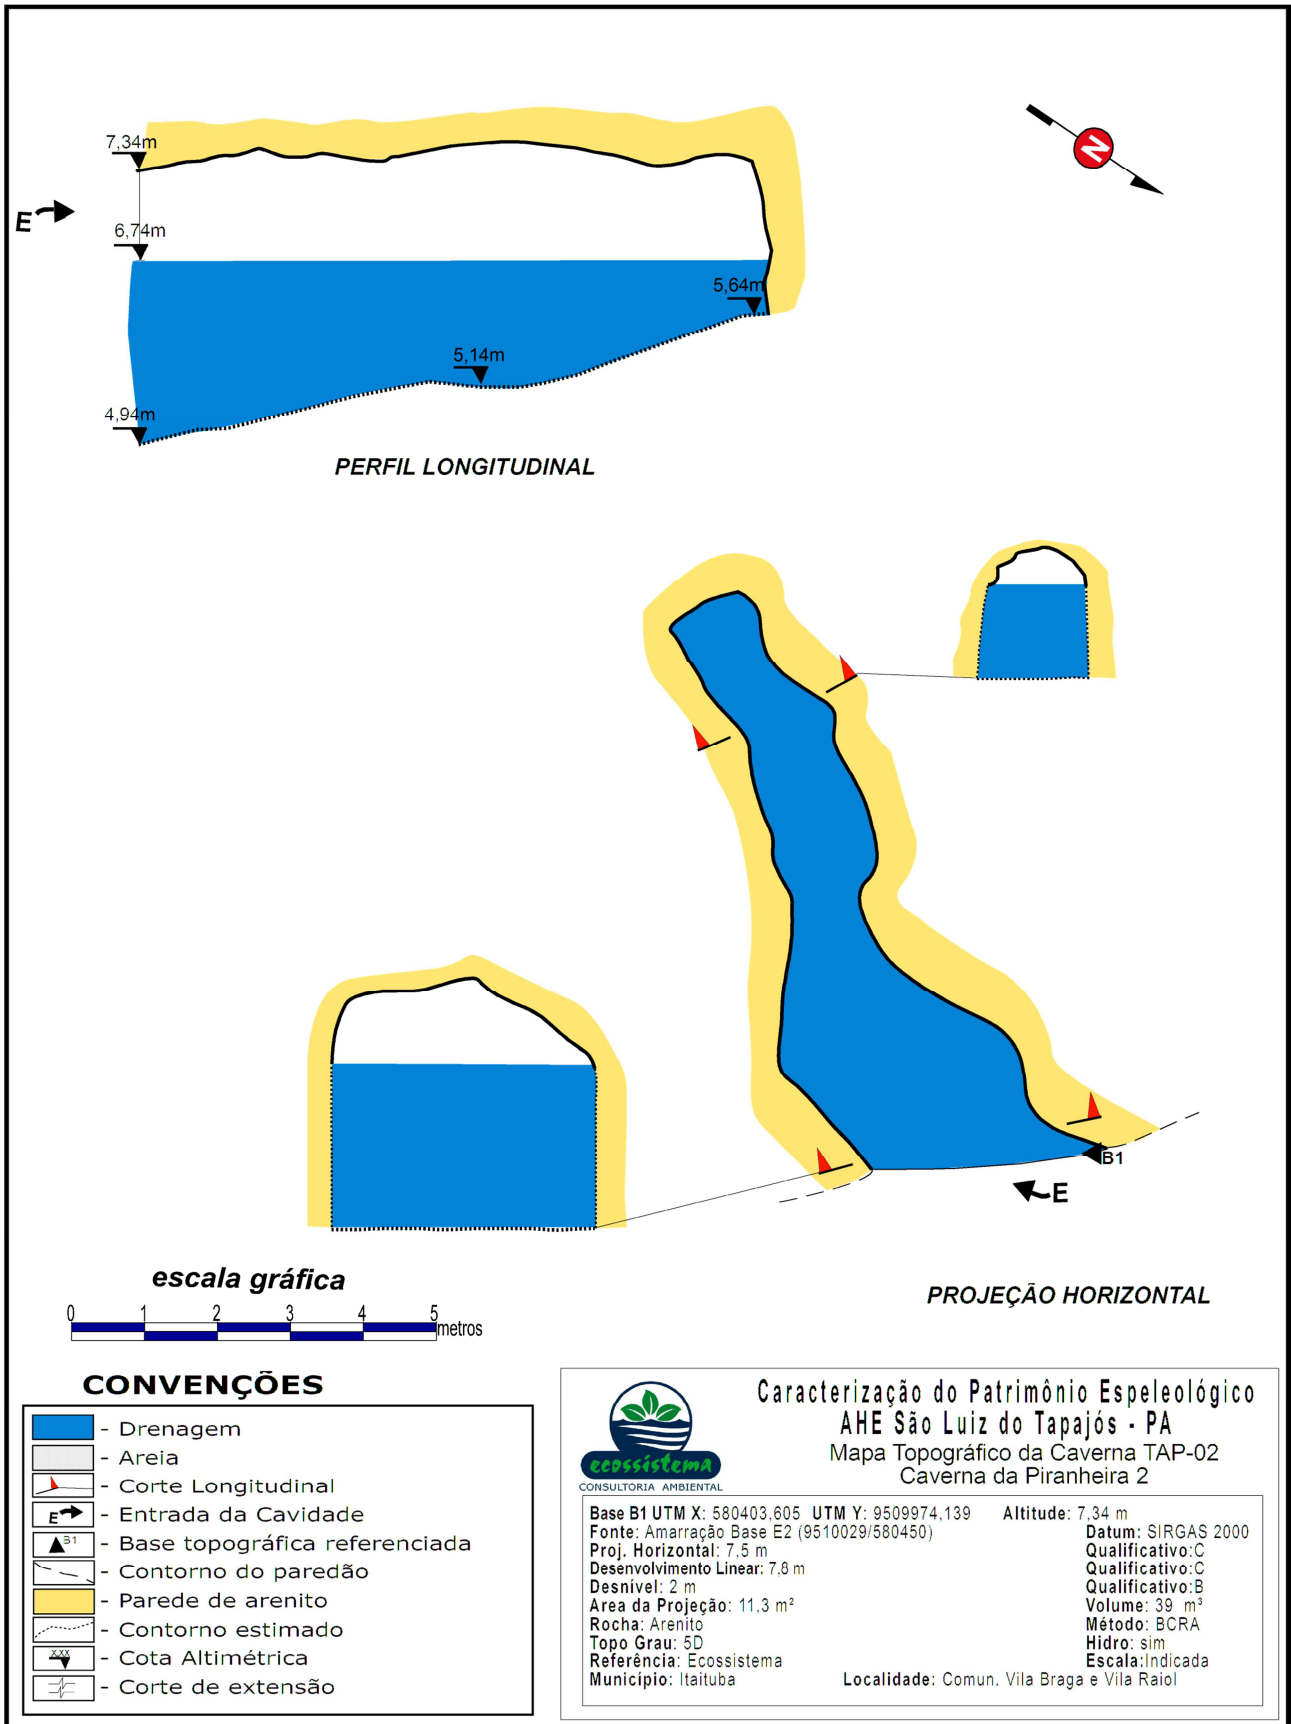 7,34m
N
E
6,74m
5,64m
5,14m
4,94m
PERFIL LONGITUDINAL
B1
E
escala gráfica
0 1 2 3 4 5
metros
PROJEÇÃO HORIZONTAL
CONVENÇÕES
- Drenagem
- Areia
- Corte Longitudinal
E - Entrada da Cavidade
B1 - Base topográfica referenciada
- Contorno do paredão
- Parede de arenito
- Contorno estimado
x,xx - Cota Altimétrica
- Corte de extensão
ecossistema
CONSULTORIA AMBIENTAL
Caracterização do Patrimônio Espeleológico
AHE São Luiz do Tapajós - PA
Mapa Topográfico da Caverna TAP-02
Caverna da Piranheira 2
Base B1 UTM X: 580403,605 UTM Y: 9509974,139 Altitude: 7,34 m
Fonte: Amarração Base E2 (9510029/580450) Datum: SIRGAS 2000
Proj. Horizontal: 7,5 m Qualificativo:C
Desenvolvimento Linear: 7,8 m Qualificativo:C
Desnível: 2 m Qualificativo:B
Area da Projeção: 11,3 m² Volume: 39 m³
Rocha: Arenito Método: BCRA
Topo Grau: 5D Hidro: sim
Referência: Ecossistema Escala:Indicada
Município: Itaituba Localidade: Comun. Vila Braga e Vila Raiol